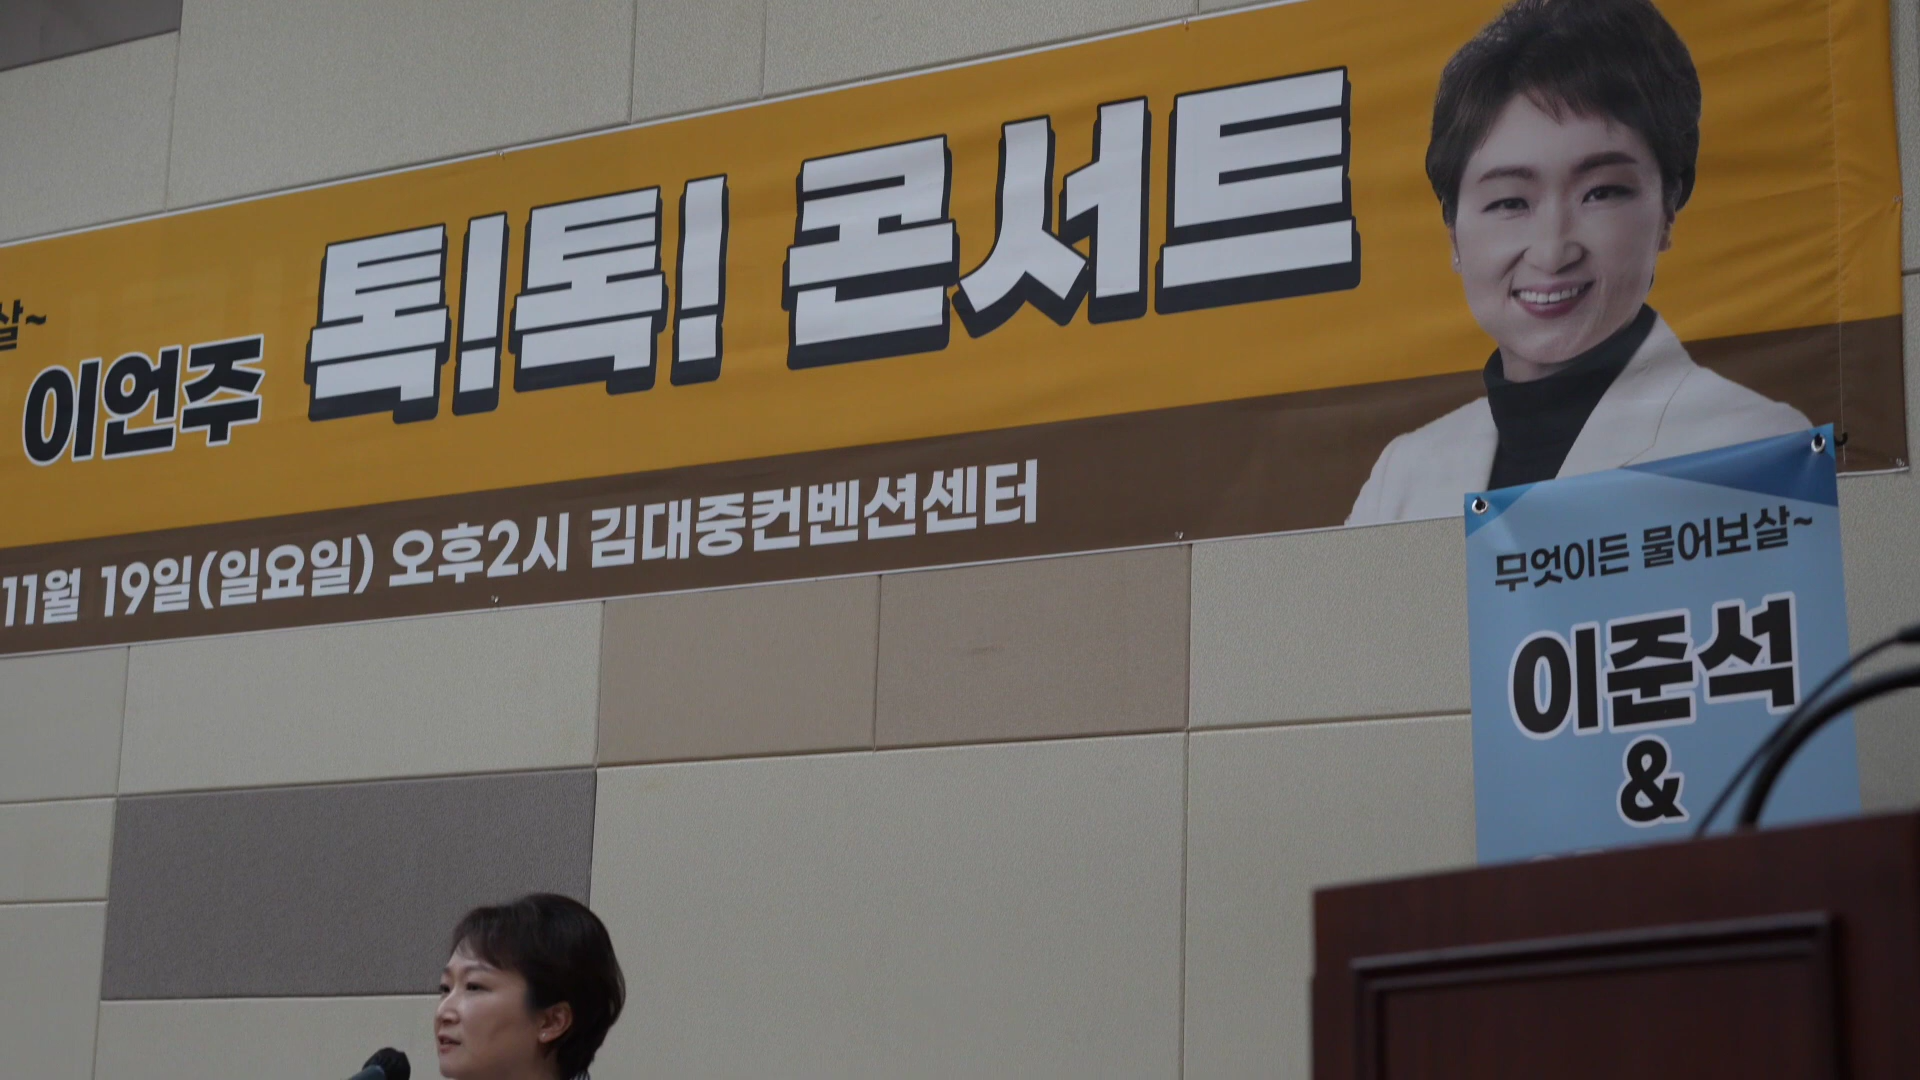 이언주 톡!톡! 콘서트
11월 19일(일요일) 오후2시 김대중컨벤션센터
무엇이든 물어보살~
이준석
&